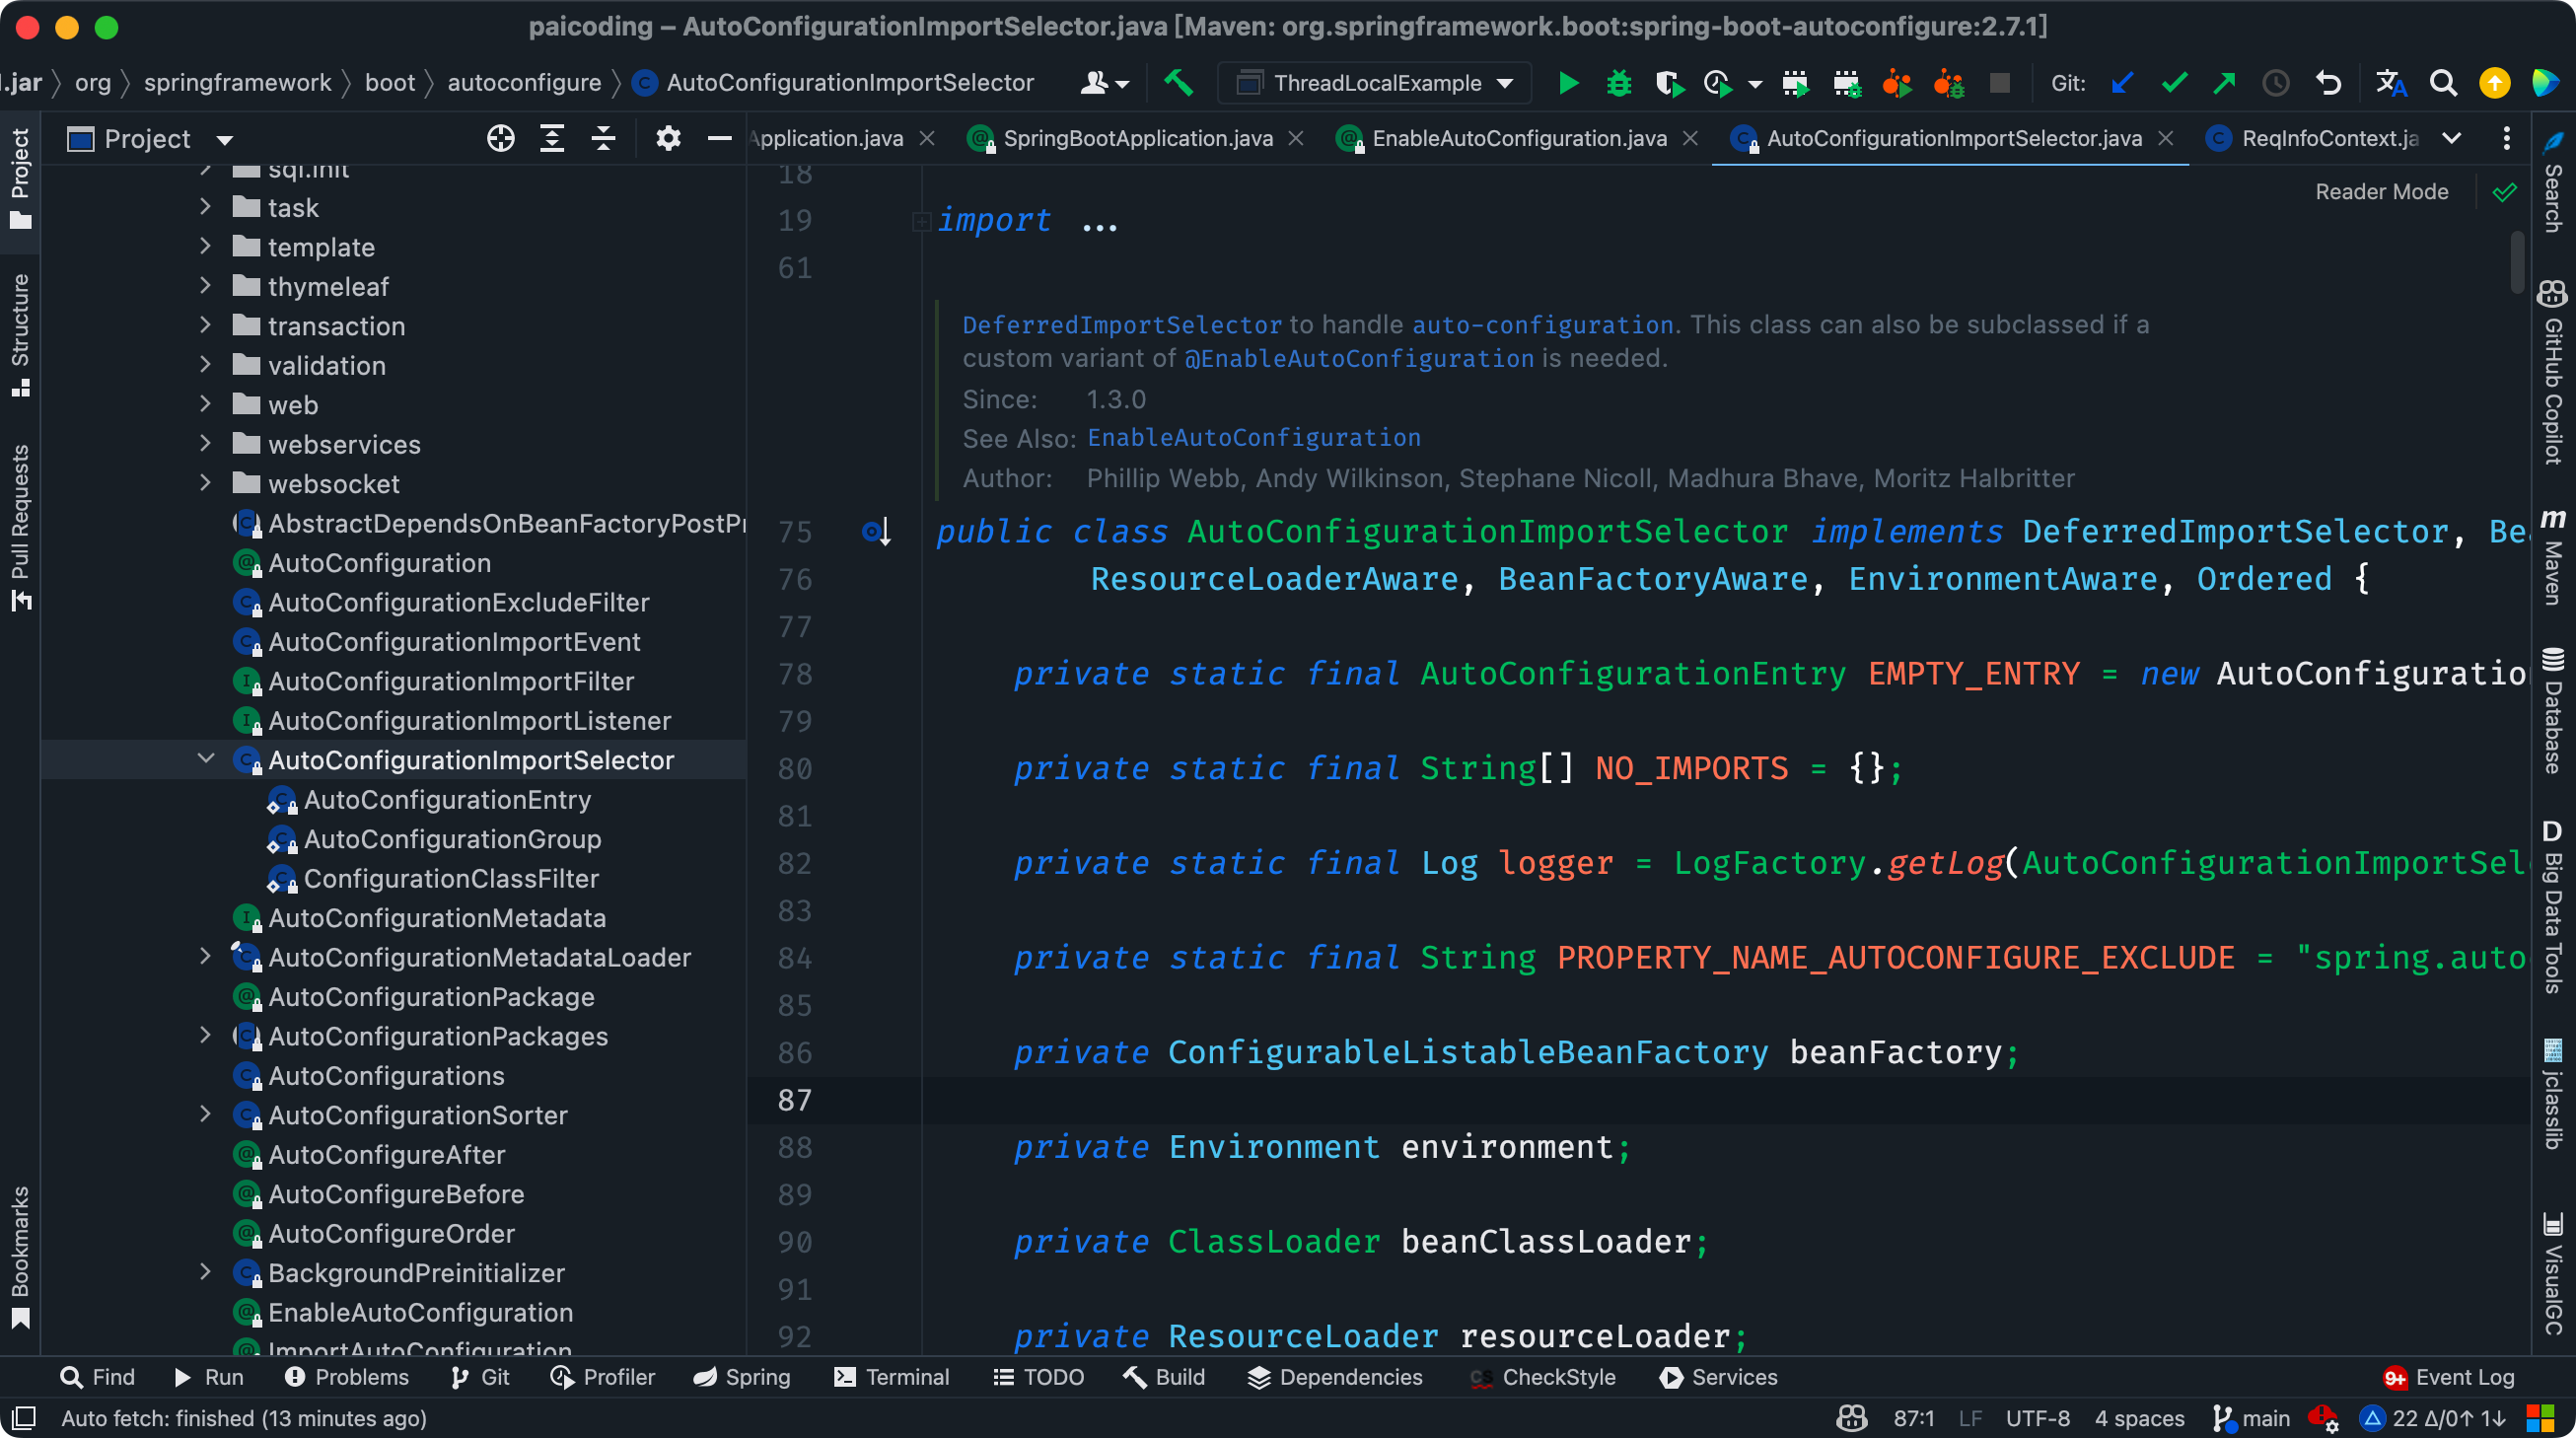 paicoding – AutoConfigurationImportSelector.java [Maven: org.springframework.boot:spring-boot-autoconfigure:2.7.1]
.jar org springframework boot autoconfigure AutoConfigurationImportSelector ThreadLocalExample Git:
Project
Application.java SpringBootApplication.java EnableAutoConfiguration.java AutoConfigurationImportSelector.java ReqInfoContext.ja
Project
Structure
Pull Requests
Bookmarks
sql.init
task
template
thymeleaf
transaction
validation
web
webservices
websocket
AbstractDependsOnBeanFactoryPostPr
AutoConfiguration
AutoConfigurationExcludeFilter
AutoConfigurationImportEvent
AutoConfigurationImportFilter
AutoConfigurationImportListener
AutoConfigurationImportSelector
AutoConfigurationEntry
AutoConfigurationGroup
ConfigurationClassFilter
AutoConfigurationMetadata
AutoConfigurationMetadataLoader
AutoConfigurationPackage
AutoConfigurationPackages
AutoConfigurations
AutoConfigurationSorter
AutoConfigureAfter
AutoConfigureBefore
AutoConfigureOrder
BackgroundPreinitializer
EnableAutoConfiguration
ImportAutoConfiguration
Reader Mode
18
19 import ...
61
DeferredImportSelector to handle auto-configuration. This class can also be subclassed if a
custom variant of @EnableAutoConfiguration is needed.
Since: 1.3.0
See Also: EnableAutoConfiguration
Author: Phillip Webb, Andy Wilkinson, Stephane Nicoll, Madhura Bhave, Moritz Halbritter
75 public class AutoConfigurationImportSelector implements DeferredImportSelector, Be
76 ResourceLoaderAware, BeanFactoryAware, EnvironmentAware, Ordered {
77
78 private static final AutoConfigurationEntry EMPTY_ENTRY = new AutoConfiguratio
79
80 private static final String[] NO_IMPORTS = {};
81
82 private static final Log logger = LogFactory.getLog(AutoConfigurationImportSel
83
84 private static final String PROPERTY_NAME_AUTOCONFIGURE_EXCLUDE = "spring.auto
85
86 private ConfigurableListableBeanFactory beanFactory;
87
88 private Environment environment;
89
90 private ClassLoader beanClassLoader;
91
92 private ResourceLoader resourceLoader;
Search
GitHub Copilot
m Maven
Database
D Big Data Tools
jclasslib
VisualGC
Find Run Problems Git Profiler Spring Terminal TODO Build Dependencies CheckStyle Services 9+ Event Log
Auto fetch: finished (13 minutes ago) 87:1 LF UTF-8 4 spaces main 22 Δ/0↑ 1↓